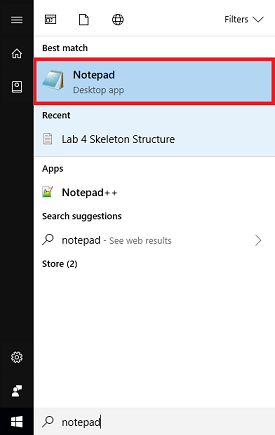 Filters
Best match
Notepad
Desktop app
Recent
Lab 4 Skeleton Structure
Apps
Notepad++
Search suggestions
notepad - See web results
Store (2)
notepad